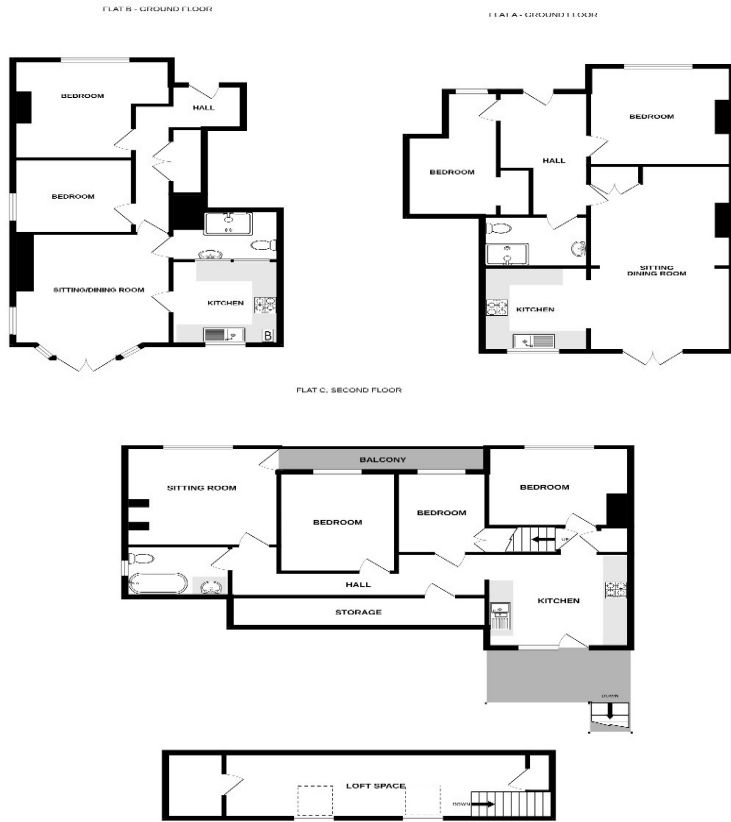 FLAT B - GROUND FLOOR
FLAT A - GROUND FLOOR
BEDROOM
HALL
BEDROOM
SITTING/DINING ROOM
KITCHEN
B
BEDROOM
HALL
BEDROOM
SITTING
DINING ROOM
KITCHEN
FLAT C, SECOND FLOOR
BALCONY
SITTING ROOM
BEDROOM
BEDROOM
BEDROOM
UP
HALL
KITCHEN
STORAGE
DOWN
LOFT SPACE
DOWN